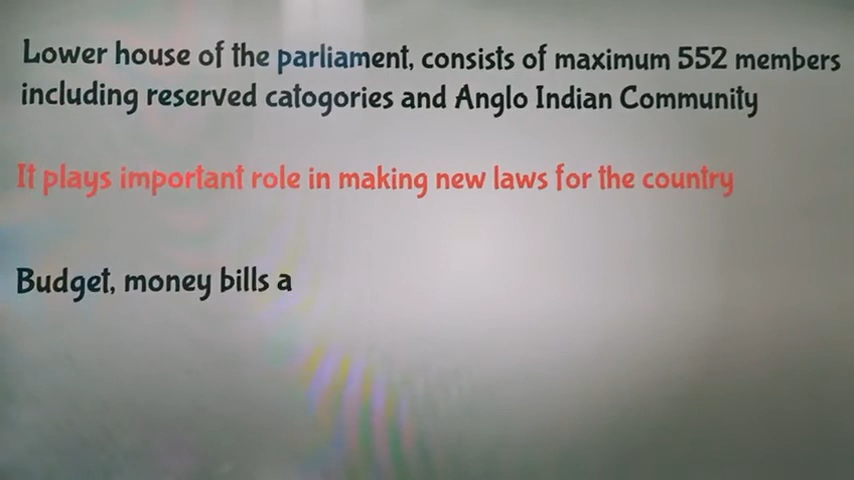 Lower house of the parliament, consists of maximum 552 members
including reserved catogories and Anglo Indian Community
It plays important role in making new laws for the country
Budget, money bills a